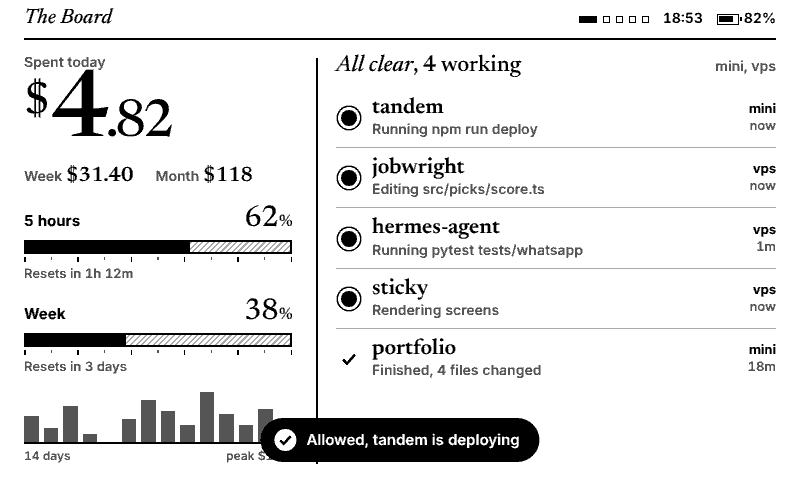 The Board
18:53 82%
Spent today
$4.82
Week $31.40 Month $118
5 hours 62%
Resets in 1h 12m
Week 38%
Resets in 3 days
14 days peak
All clear, 4 working mini, vps
tandem mini
Running npm run deploy now
jobwright vps
Editing src/picks/score.ts now
hermes-agent vps
Running pytest tests/whatsapp 1m
sticky vps
Rendering screens now
portfolio mini
Finished, 4 files changed 18m
Allowed, tandem is deploying